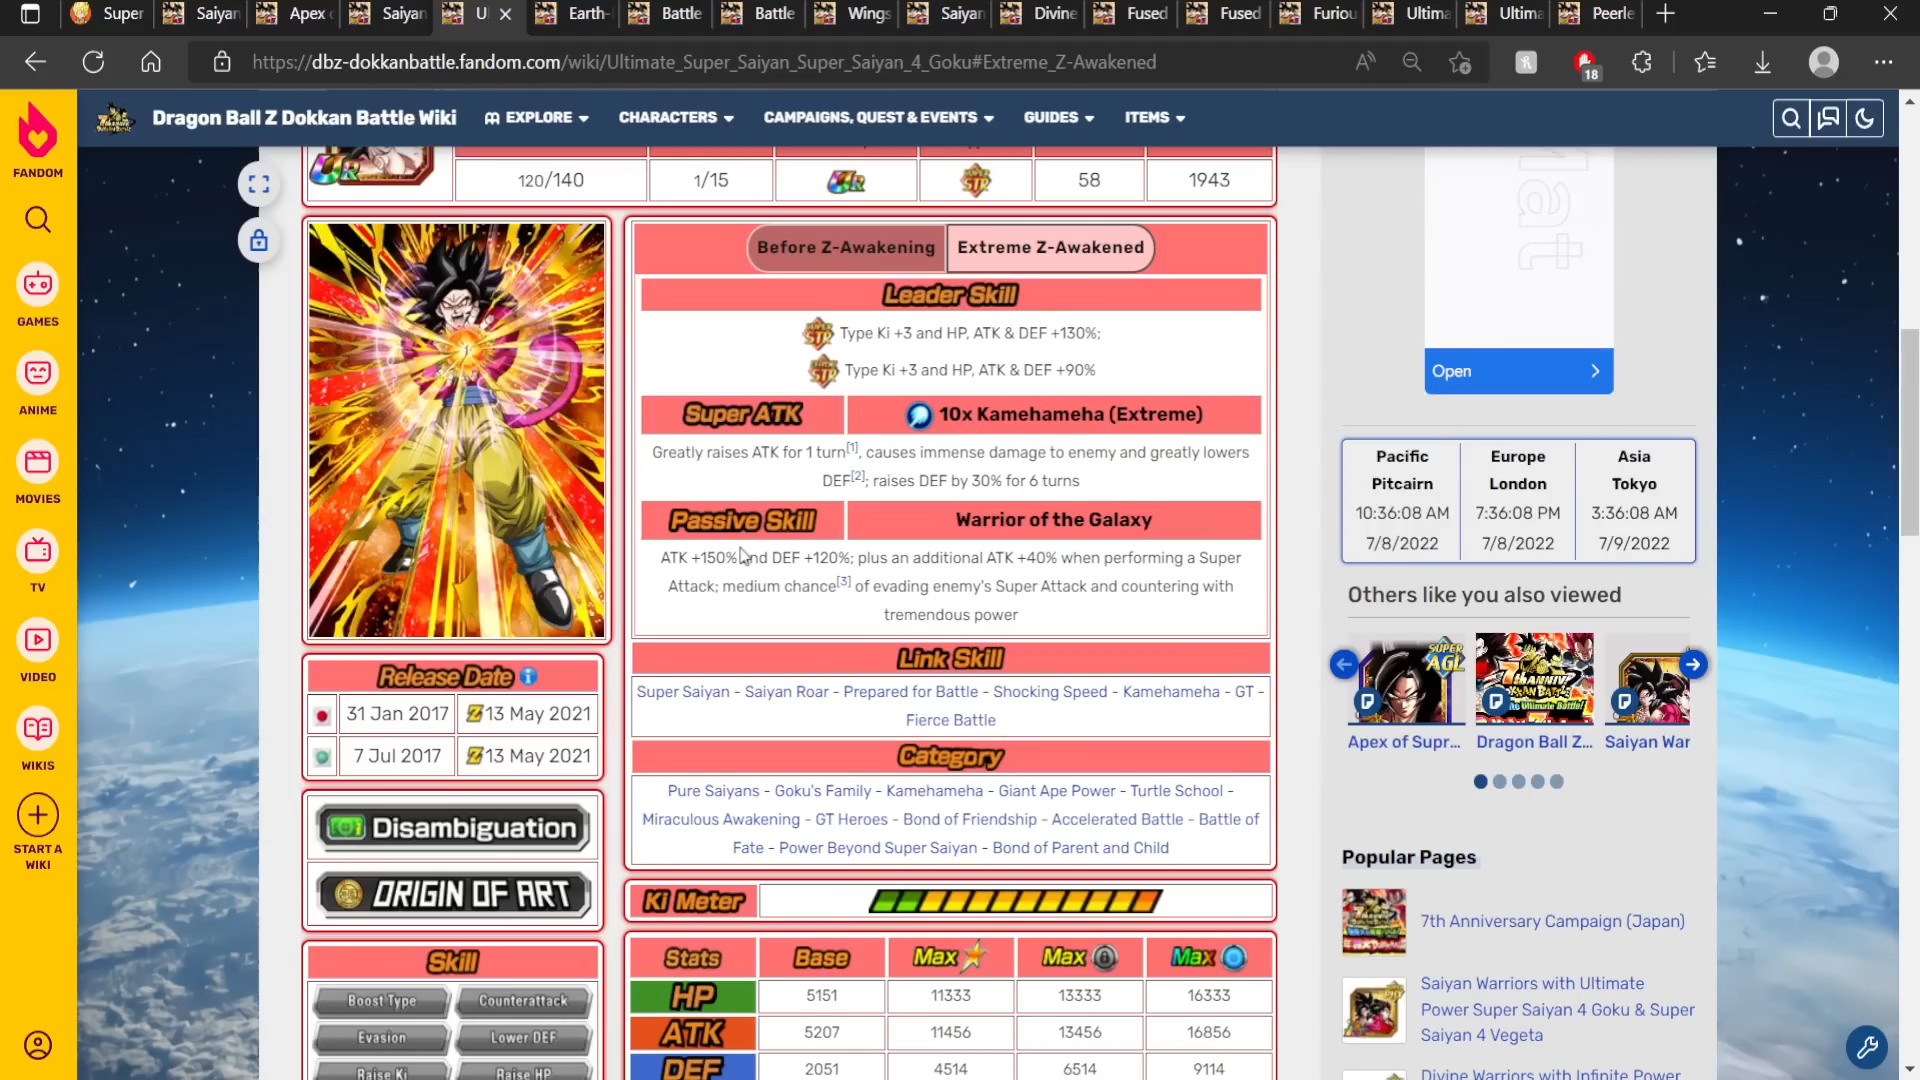 Super
Saiyan
Apex
Saiyan
U
Earth-
Battle
Battle
Wings
Saiyan
Divine
Fused
Fused
Furiou
Ultima
Ultima
Peerle
https://dbz-dokkanbattle.fandom.com/wiki/Ultimate_Super_Saiyan_Super_Saiyan_4_Goku#Extreme_Z-Awakened
18
Dragon Ball Z Dokkan Battle Wiki
EXPLORE
CHARACTERS
CAMPAIGNS, QUEST & EVENTS
GUIDES
ITEMS
FANDOM
GAMES
ANIME
MOVIES
TV
VIDEO
WIKIS
START A
WIKI
UR
120/140
1/15
UR
SUPER STR
58
1943
Before Z-Awakening
Extreme Z-Awakened
Leader Skill
SUPER STR Type Ki +3 and HP, ATK & DEF +130%;
EXTREME STR Type Ki +3 and HP, ATK & DEF +90%
Super ATK
10x Kamehameha (Extreme)
Greatly raises ATK for 1 turn[1], causes immense damage to enemy and greatly lowers
DEF[2]; raises DEF by 30% for 6 turns
Passive Skill
Warrior of the Galaxy
ATK +150% and DEF +120%; plus an additional ATK +40% when performing a Super
Attack; medium chance[3] of evading enemy's Super Attack and countering with
tremendous power
Link Skill
Super Saiyan - Saiyan Roar - Prepared for Battle - Shocking Speed - Kamehameha - GT -
Fierce Battle
Category
Pure Saiyans - Goku's Family - Kamehameha - Giant Ape Power - Turtle School -
Miraculous Awakening - GT Heroes - Bond of Friendship - Accelerated Battle - Battle of
Fate - Power Beyond Super Saiyan - Bond of Parent and Child
Ki Meter
Stats
Base
Max
Max
Max
HP
5151
11333
13333
16333
ATK
5207
11456
13456
16856
DEF
2051
4514
6514
9114
Release Date
31 Jan 2017
Z 13 May 2021
7 Jul 2017
Z 13 May 2021
Disambiguation
ORIGIN OF ART
Skill
Boost Type
Counterattack
Evasion
Lower DEF
Raise Ki
Raise HP
Open
Pacific
Pitcairn
10:36:08 AM
7/8/2022
Europe
London
7:36:08 PM
7/8/2022
Asia
Tokyo
3:36:08 AM
7/9/2022
Others like you also viewed
SUPER AGL
Apex of Supr...
Dragon Ball Z...
Saiyan War
Popular Pages
7th Anniversary Campaign (Japan)
Saiyan Warriors with Ultimate
Power Super Saiyan 4 Goku & Super
Saiyan 4 Vegeta
Divine Warriors with Infinite Power